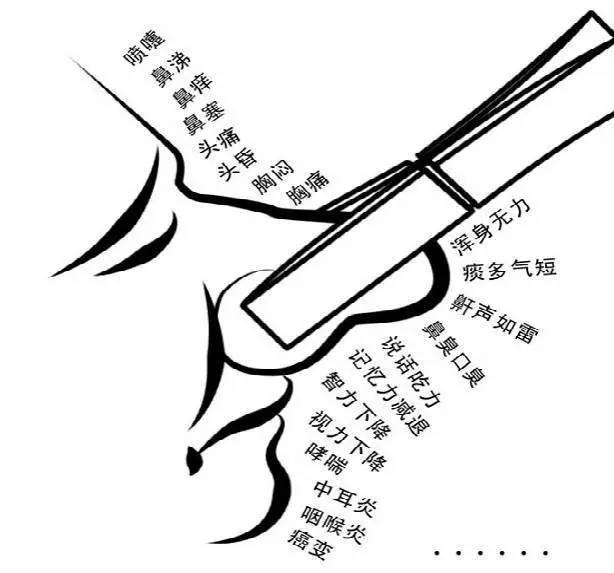 喷嚏
鼻涕
鼻痒
鼻塞
头痛
头昏
胸闷
胸痛
浑身无力
痰多气短
鼾声如雷
鼻臭口臭
说话吃力
记忆力减退
智力下降
视力下降
哮喘
中耳炎
咽喉炎
癌变
······